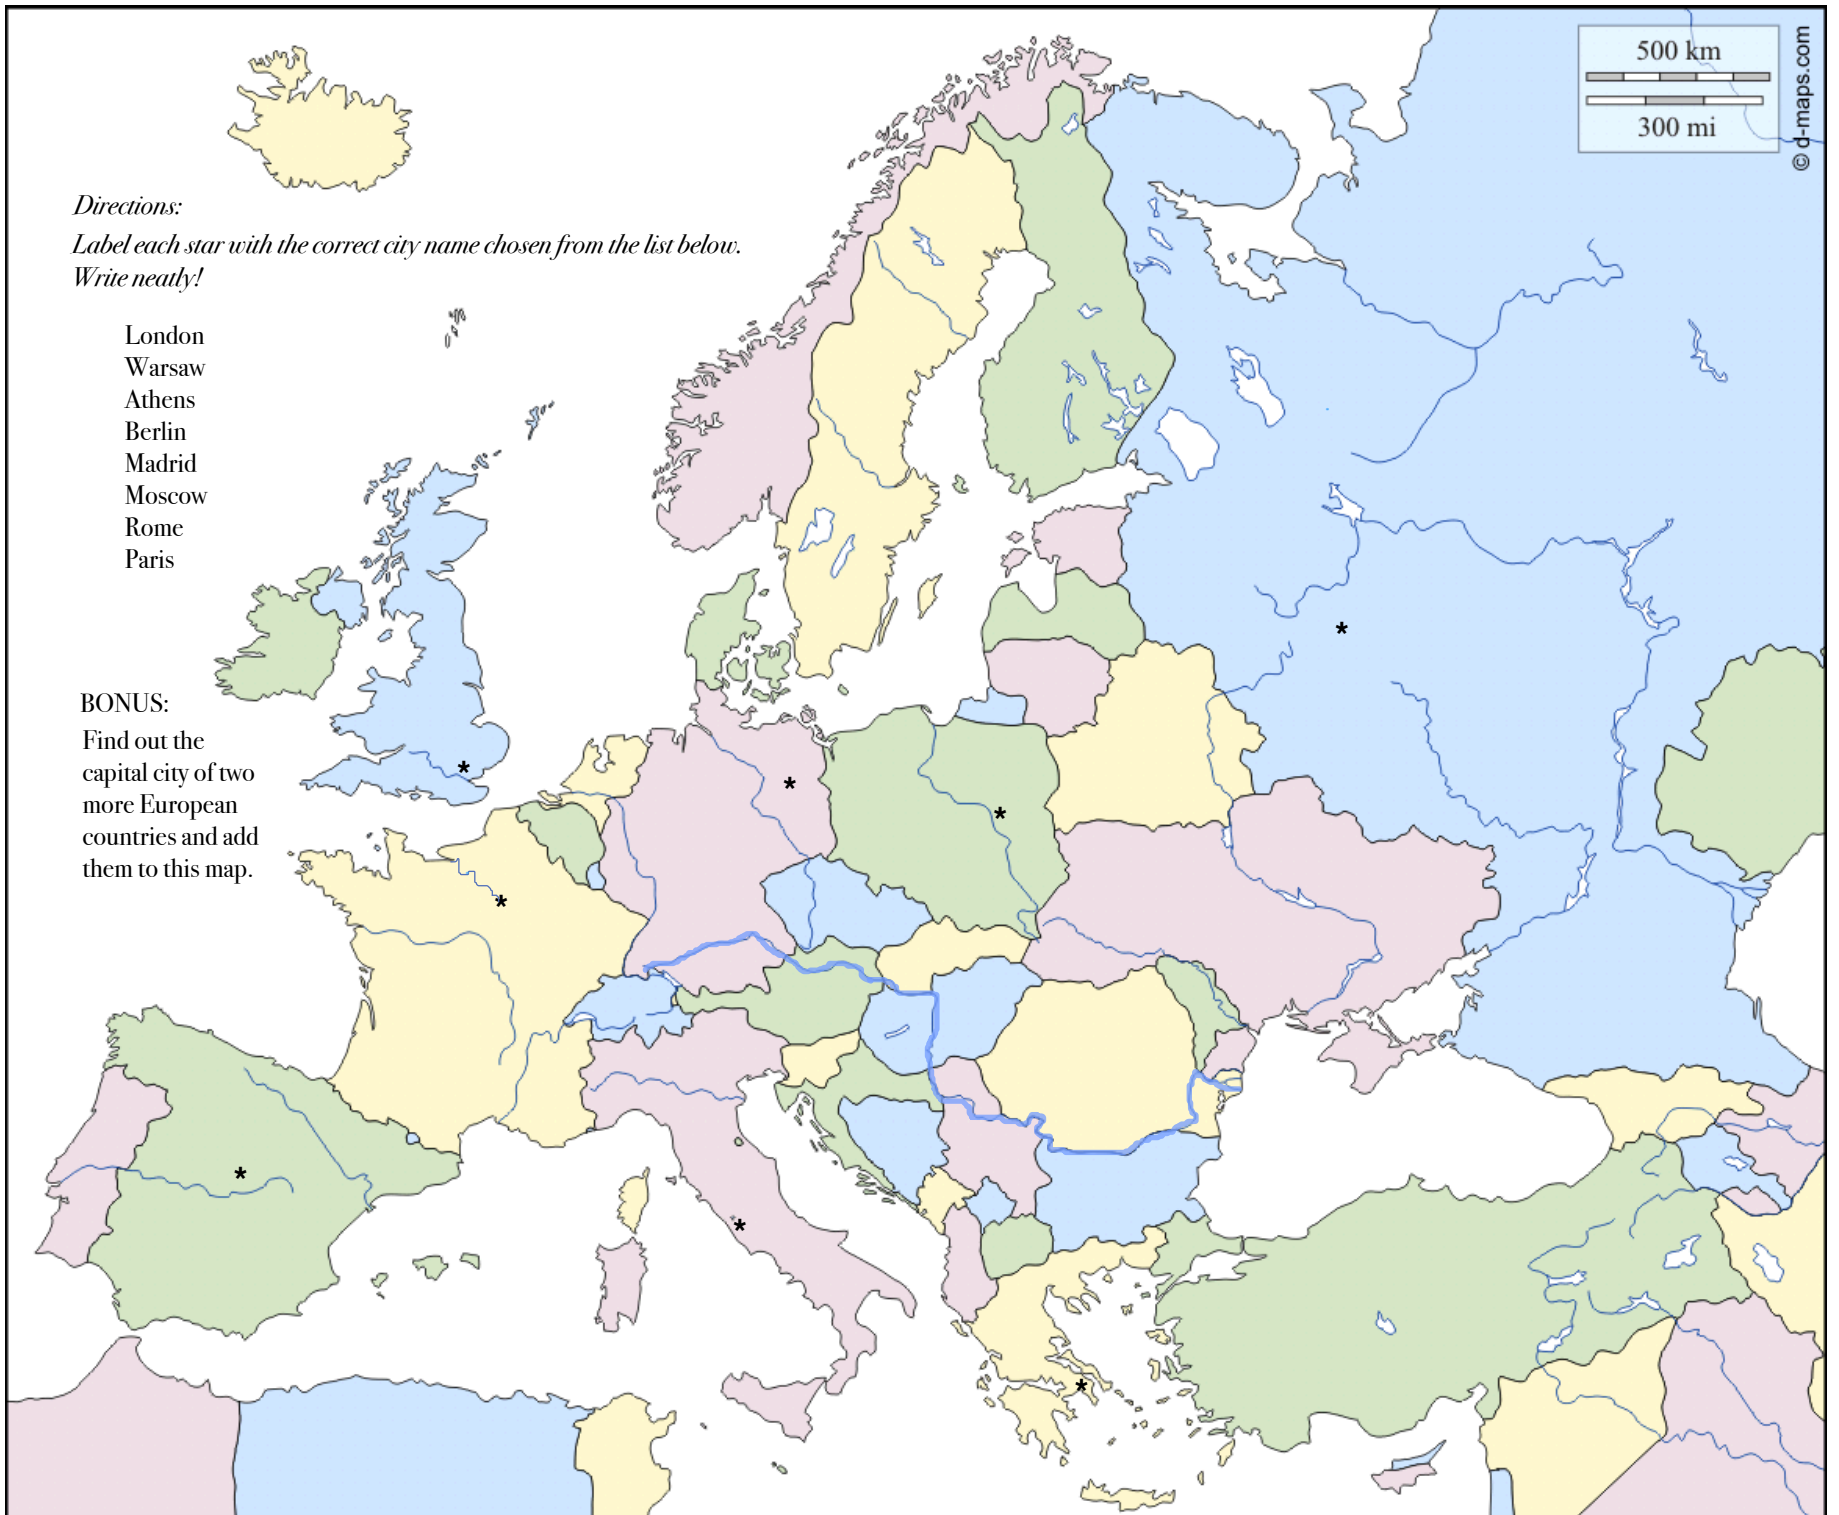 500 km
300 mi
© d-maps.com
Directions:
Label each star with the correct city name chosen from the list below.
Write neatly!
London
Warsaw
Athens
Berlin
Madrid
Moscow
Rome
Paris
BONUS:
Find out the
capital city of two
more European
countries and add
them to this map.